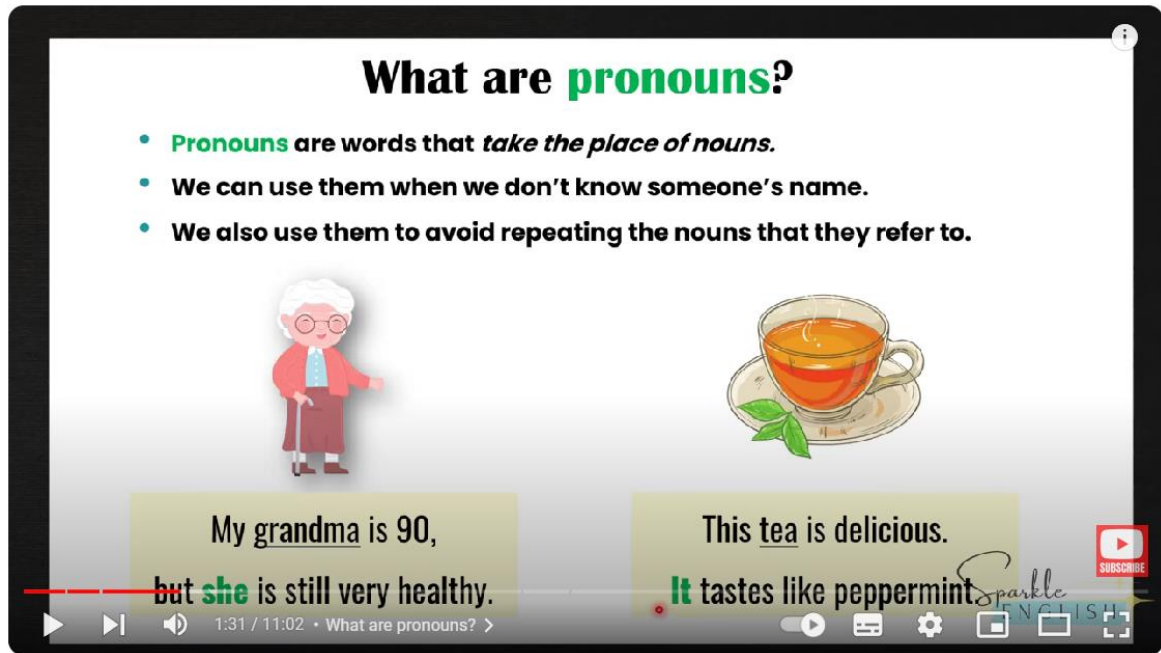 What are pronouns?
• Pronouns are words that take the place of nouns.
• We can use them when we don't know someone's name.
• We also use them to avoid repeating the nouns that they refer to.
My grandma is 90,
but she is still very healthy.
This tea is delicious.
It tastes like peppermint.
SUBSCRIBE
Sparkle
ENGLISH
1:31 / 11:02 • What are pronouns? >